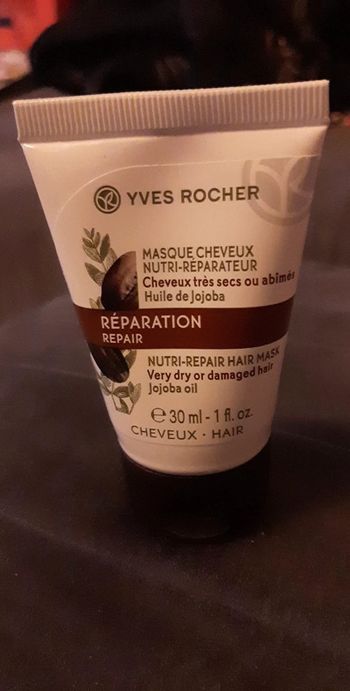 YVES ROCHER
MASQUE CHEVEUX
NUTRI-RÉPARATEUR
Cheveux très secs ou abîmés
Huile de Jojoba
RÉPARATION
REPAIR
NUTRI-REPAIR HAIR MASK
Very dry or damaged hair
Jojoba oil
℮ 30 ml - 1 fl. oz.
CHEVEUX • HAIR